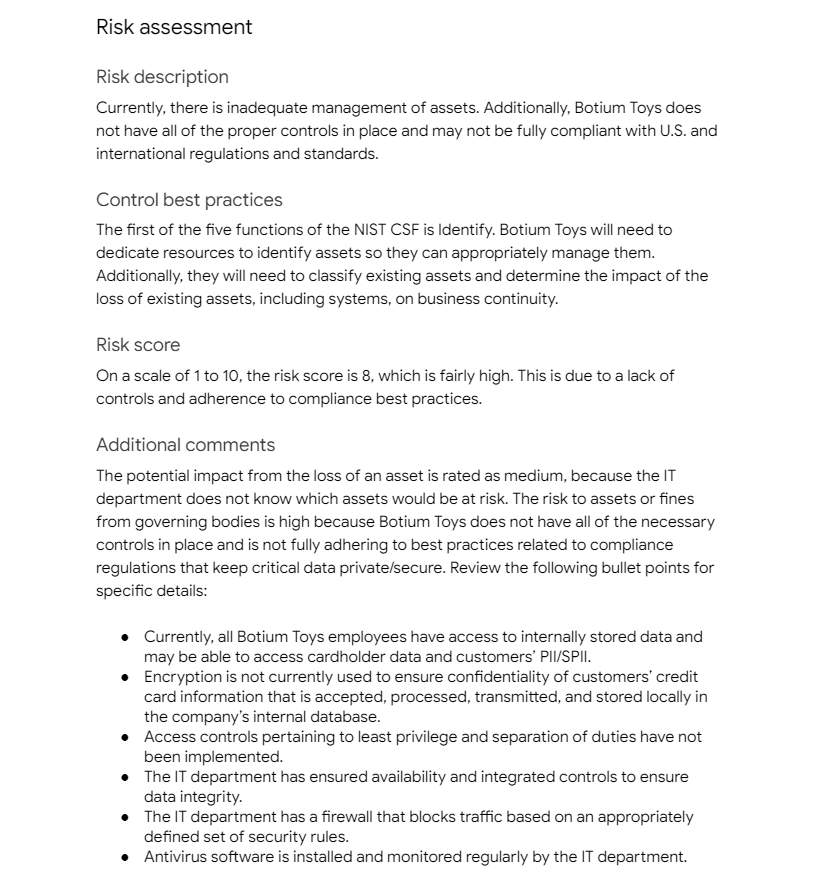 Risk assessment
Risk description
Currently, there is inadequate management of assets. Additionally, Botium Toys does
not have all of the proper controls in place and may not be fully compliant with U.S. and
international regulations and standards.
Control best practices
The first of the five functions of the NIST CSF is Identify. Botium Toys will need to
dedicate resources to identify assets so they can appropriately manage them.
Additionally, they will need to classify existing assets and determine the impact of the
loss of existing assets, including systems, on business continuity.
Risk score
On a scale of 1 to 10, the risk score is 8, which is fairly high. This is due to a lack of
controls and adherence to compliance best practices.
Additional comments
The potential impact from the loss of an asset is rated as medium, because the IT
department does not know which assets would be at risk. The risk to assets or fines
from governing bodies is high because Botium Toys does not have all of the necessary
controls in place and is not fully adhering to best practices related to compliance
regulations that keep critical data private/secure. Review the following bullet points for
specific details:
● Currently, all Botium Toys employees have access to internally stored data and
may be able to access cardholder data and customers’ PII/SPII.
● Encryption is not currently used to ensure confidentiality of customers’ credit
card information that is accepted, processed, transmitted, and stored locally in
the company’s internal database.
● Access controls pertaining to least privilege and separation of duties have not
been implemented.
● The IT department has ensured availability and integrated controls to ensure
data integrity.
● The IT department has a firewall that blocks traffic based on an appropriately
defined set of security rules.
● Antivirus software is installed and monitored regularly by the IT department.